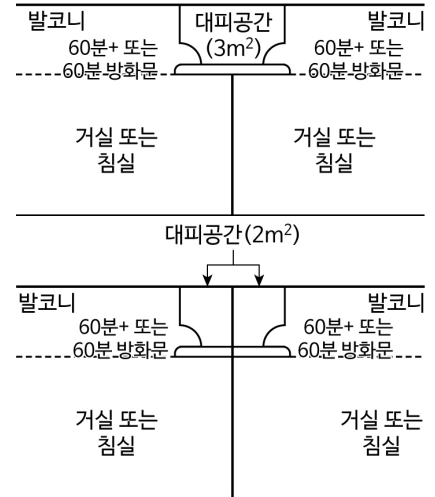 발코니 대피공간 발코니
(3m²)
60분+ 또는 60분+ 또는
60분 방화문 60분 방화문
거실 또는 거실 또는
침실 침실
대피공간(2m²)
발코니 발코니
60분+ 또는 60분+ 또는
60분 방화문 60분 방화문
거실 또는 거실 또는
침실 침실